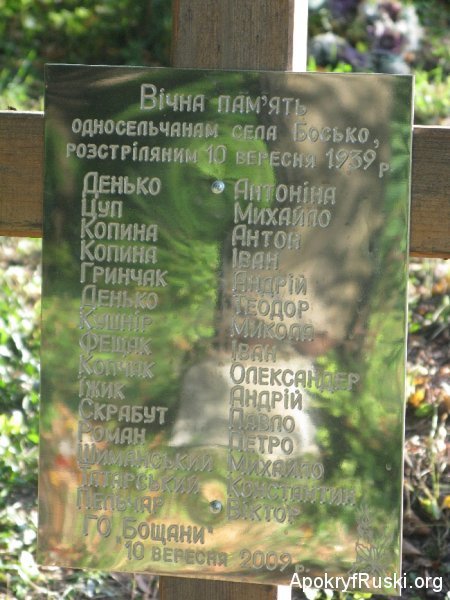 Вічна пам'ять
односельчанам села Босько,
розстріляним 10 вересня 1939 р
Денько Антоніна
Цуп Михайло
Копина Антон
Копина Іван
Гринчак Андрій
Денько Теодор
Кушнір Микола
Фещак Іван
Колчак Олександер
Їжик Андрій
Скрабут Павло
Роман Петро
Шиманський Михайло
Татарський Константин
Пельчар Віктор
ГО "Бощани"
10 вересня 2009 р.
ApokryfRuski.org